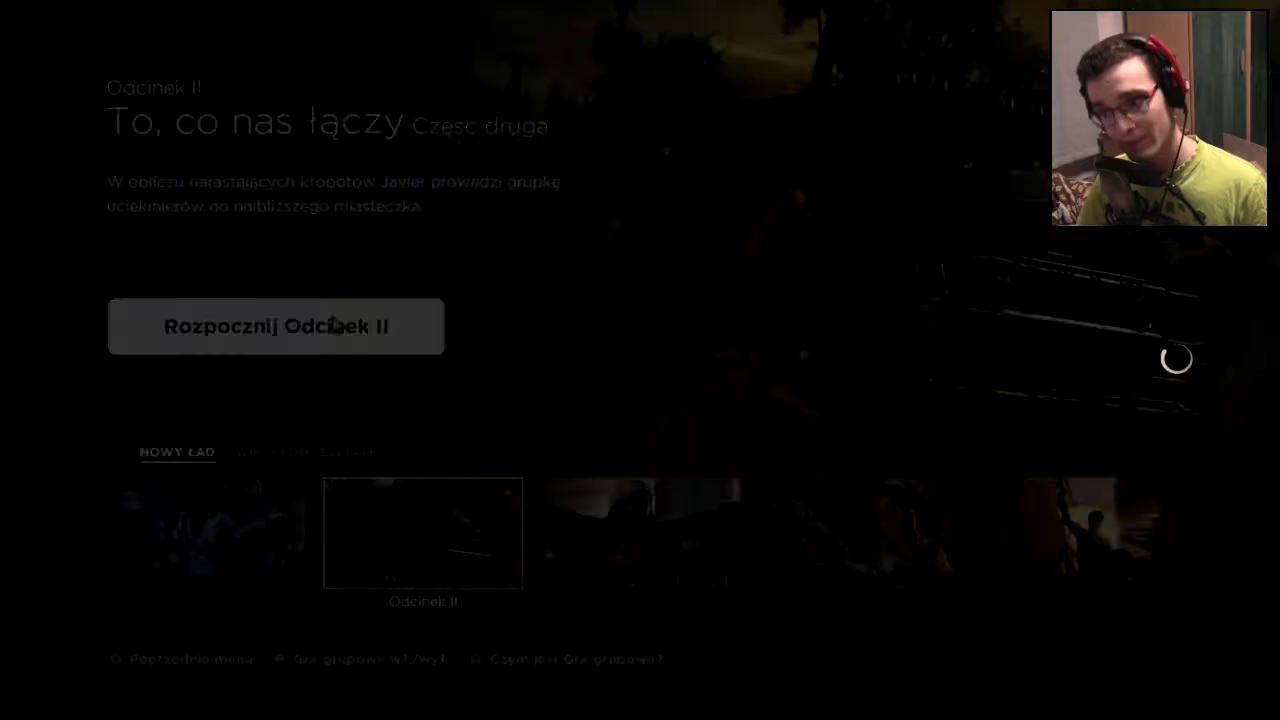 Odcinek II
To, co nas łączy Część druga
W obliczu narastających kłopotów Javier prowadzi grupkę
uciekinierów do najbliższego miasteczka.
Rozpocznij Odcinek II
NOWY ŁAD
Odcinek II
Poprzednie menu Gra grupowa wł./wył. Czym jest Gra grupowa?